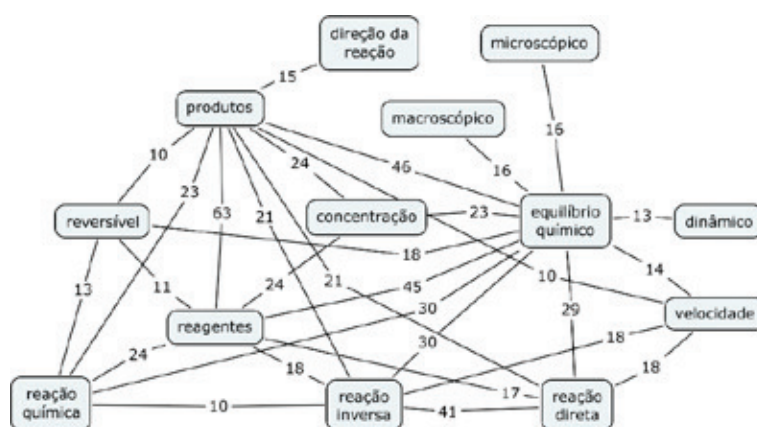 direção da
reação
microscópico
15
produtos
macroscópico
16
10
24
46
16
23
reversível
63
21
concentração
23
equilíbrio
químico
13
dinâmico
18
13
11
24
21
45
10
14
30
29
velocidade
reagentes
24
30
18
18
17
18
reação
química
10
reação
inversa
41
reação
direta